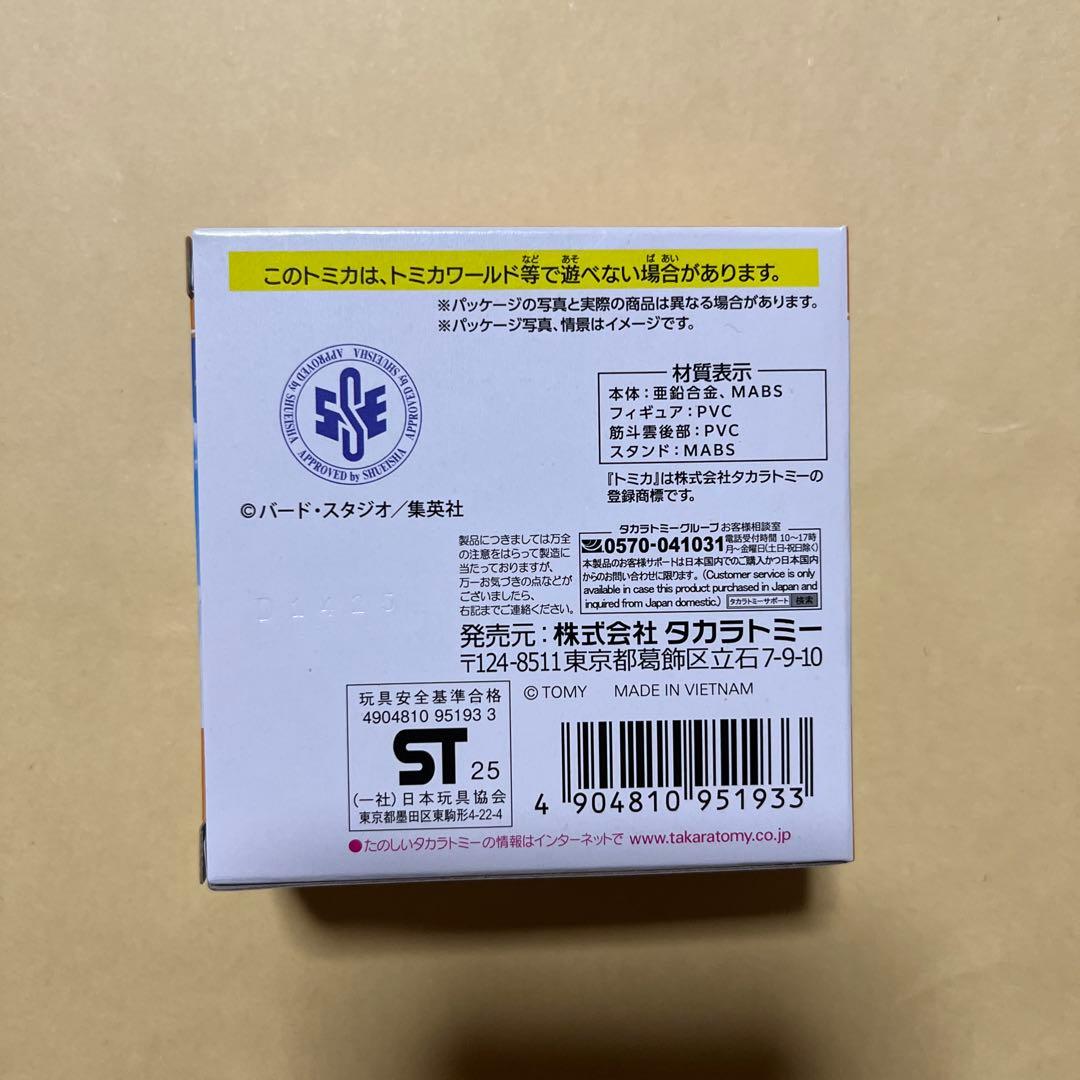 このトミカは、トミカワールド等で遊べない場合があります。
※パッケージの写真と実際の商品は異なる場合があります。
※パッケージ写真、情景はイメージです。
APPROVED by SHUEISHA APPROVED by SHUEISHA APPROVED by SHUEISHA
SSE
©バード・スタジオ/集英社
材質表示
本体:亜鉛合金、MABS
フィギュア:PVC
筋斗雲後部:PVC
スタンド:MABS
『トミカ』は株式会社タカラトミーの
登録商標です。
製品につきましては万全
の注意をはらって製造に
当たっておりますが、
万一お気づきの点などが
ございましたら、
右記までご連絡ください。
タカラトミーグループお客様相談室
0570-041031 電話受付時間 10〜17時
月〜金曜日(土日・祝日除く)
本製品のお客様サポートは日本国内でのご購入かつ日本国内
からのお問い合わせに限ります。(Customer service is only
available in case this product purchased in Japan and
inquired from Japan domestic.) タカラトミーサポート 検索
発売元:株式会社 タカラトミー
〒124-8511東京都葛飾区立石7-9-10
© TOMY MADE IN VIETNAM
玩具安全基準合格
4904810 95193 3
ST 25
(一社)日本玩具協会
東京都墨田区東駒形4-22-4
4 904810 951933
●たのしいタカラトミーの情報はインターネットで www.takaratomy.co.jp